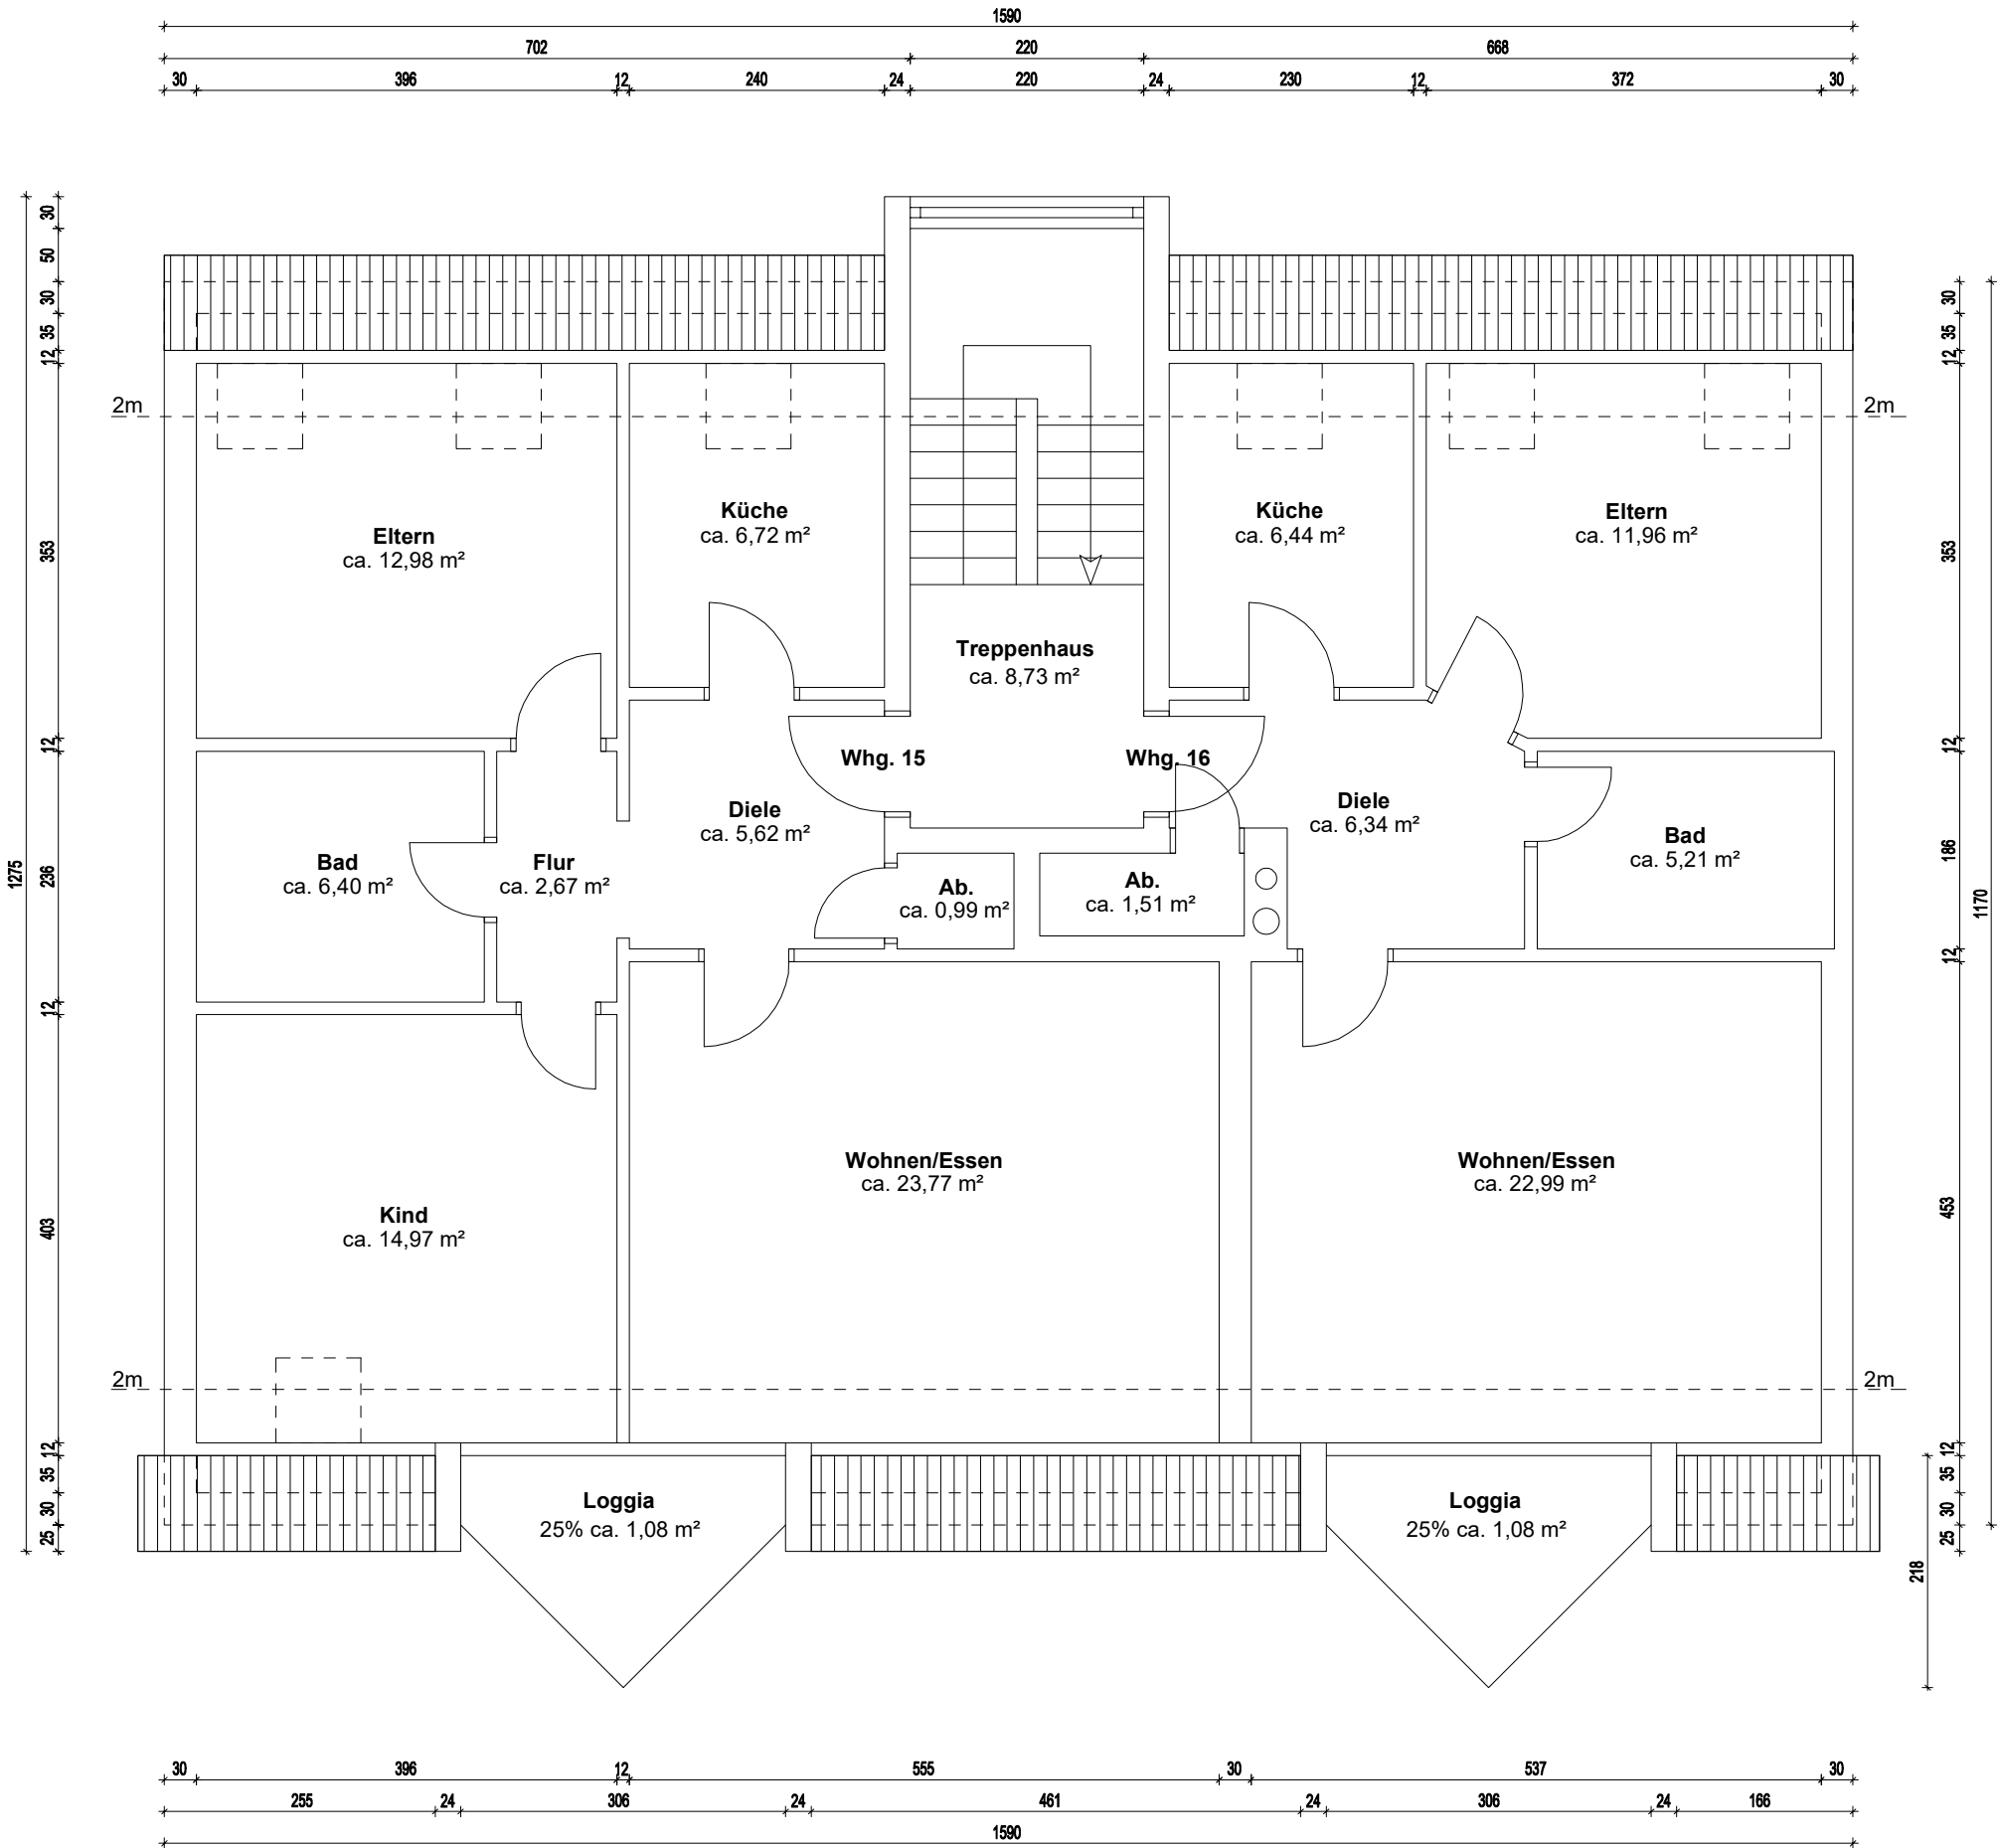 1590
702 220 668
30 396 12 240 24 220 24 230 12 372 30
30
50
30
35
12
353
12
236
12
403
12
35
30
25
1275
30
35
12
353
12
186
12
453
12
35
30
25
1170
218
2m 2m
Eltern
ca. 12,98 m²
Küche
ca. 6,72 m²
Küche
ca. 6,44 m²
Eltern
ca. 11,96 m²
Treppenhaus
ca. 8,73 m²
Whg. 15 Whg. 16
Diele
ca. 5,62 m²
Diele
ca. 6,34 m²
Bad
ca. 6,40 m²
Flur
ca. 2,67 m²
Ab.
ca. 0,99 m²
Ab.
ca. 1,51 m²
Bad
ca. 5,21 m²
Kind
ca. 14,97 m²
Wohnen/Essen
ca. 23,77 m²
Wohnen/Essen
ca. 22,99 m²
2m 2m
Loggia
25% ca. 1,08 m²
Loggia
25% ca. 1,08 m²
30 396 12 555 30 537 30
255 24 306 24 461 24 306 24 166
1590